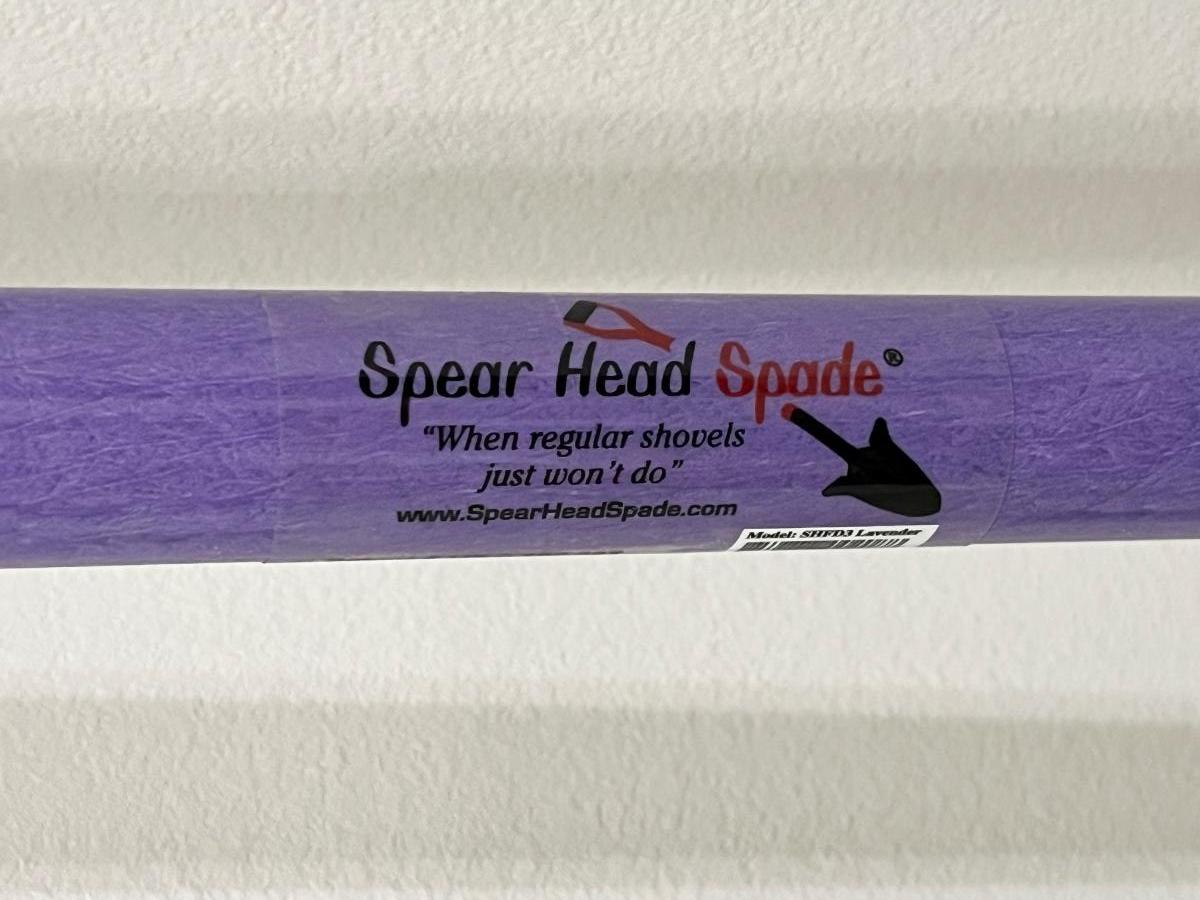 Spear Head Spade®
“When regular shovels
just won't do”
www.SpearHeadSpade.com
Model: SHFD3 Lavender